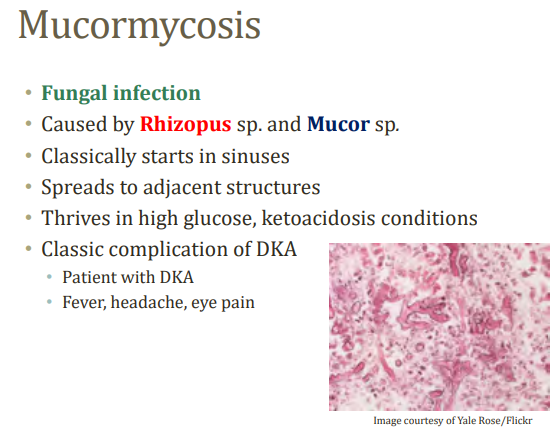 Mucormycosis
• Fungal infection
• Caused by Rhizopus sp. and Mucor sp.
• Classically starts in sinuses
• Spreads to adjacent structures
• Thrives in high glucose, ketoacidosis conditions
• Classic complication of DKA
• Patient with DKA
• Fever, headache, eye pain
Image courtesy of Yale Rose/Flickr